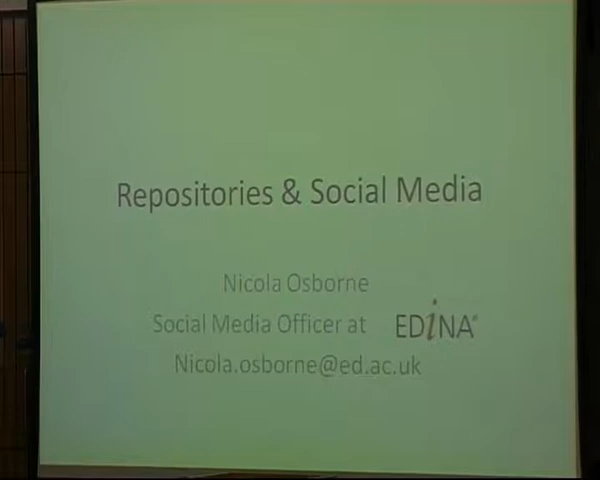 Repositories & Social Media
Nicola Osborne
Social Media Officer at EDINA®
Nicola.osborne@ed.ac.uk